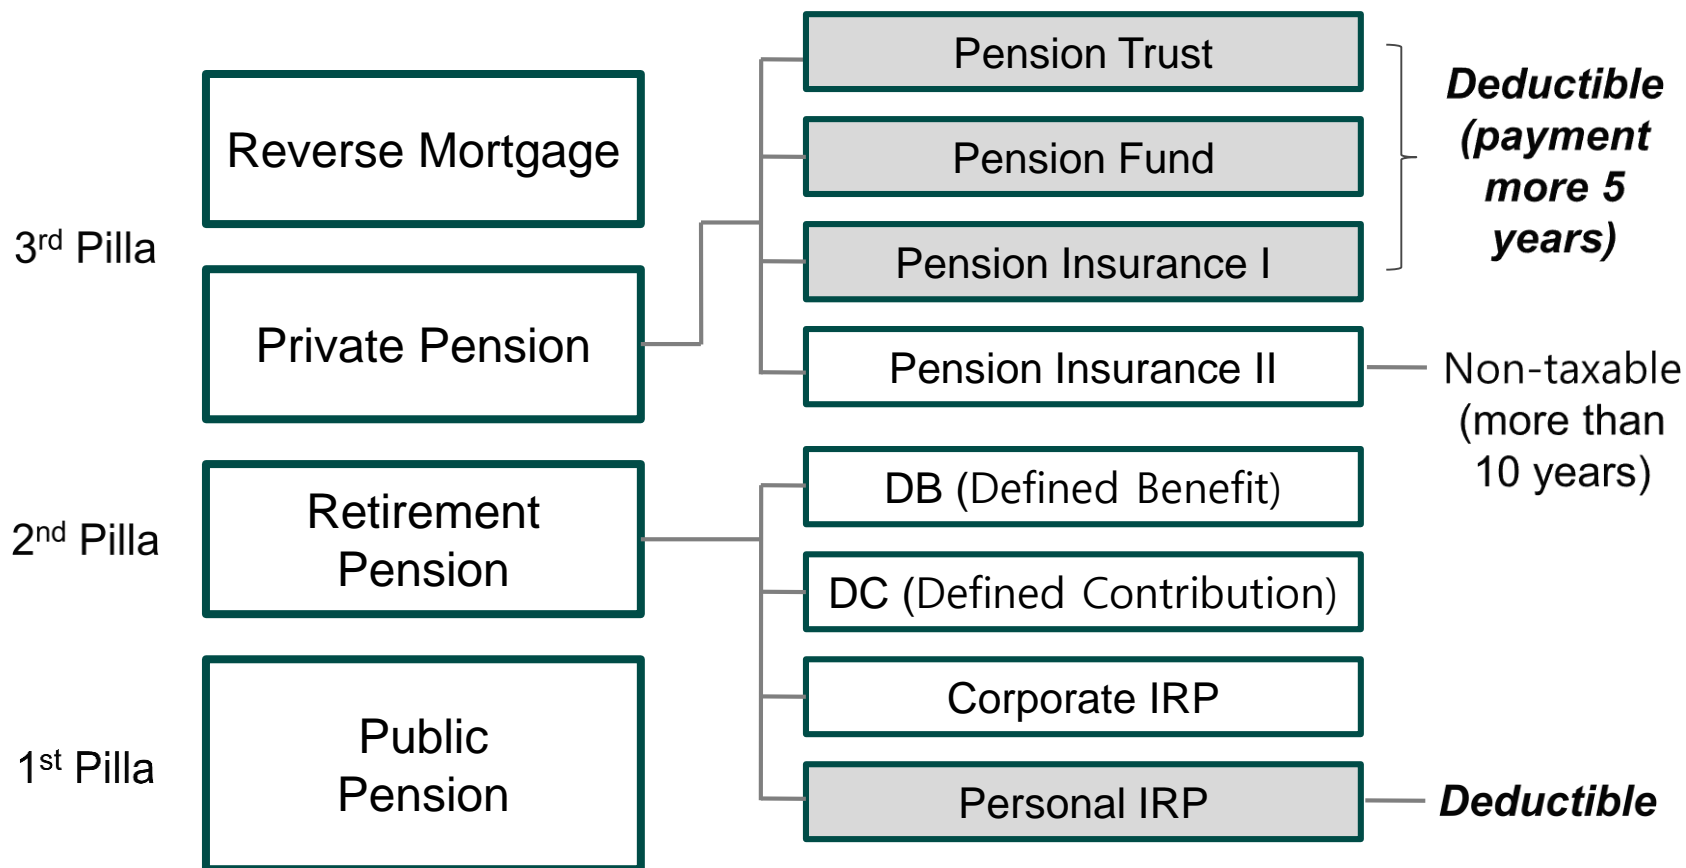 3rd Pilla
2nd Pilla
1st Pilla
Reverse Mortgage
Private Pension
Retirement
Pension
Public
Pension
Pension Trust
Pension Fund
Pension Insurance I
Pension Insurance II
DB (Defined Benefit)
DC (Defined Contribution)
Corporate IRP
Personal IRP
Deductible
(payment
more 5
years)
Non-taxable
(more than
10 years)
Deductible